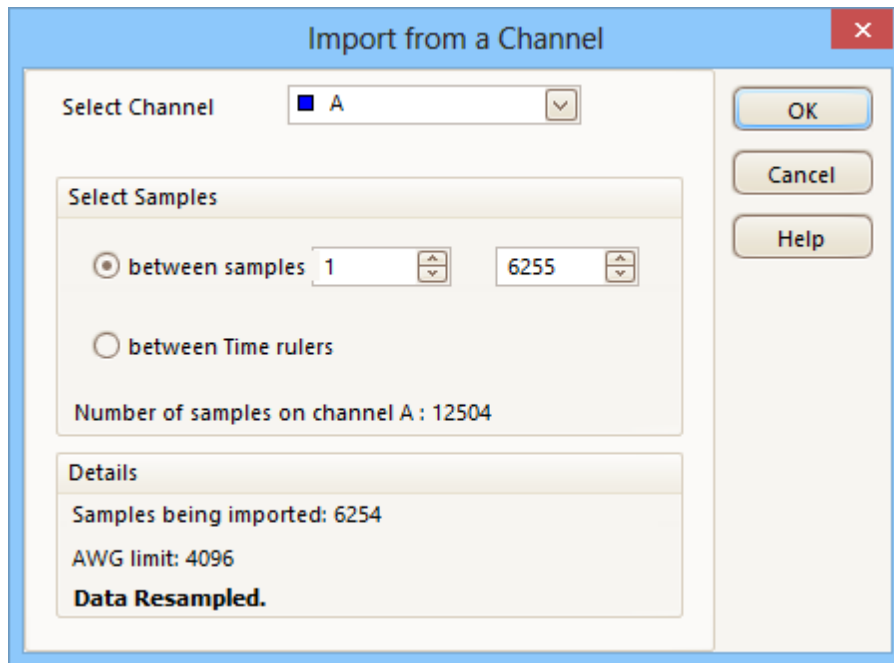 Import from a Channel
Select Channel A
OK
Cancel
Help
Select Samples
between samples 1 6255
between Time rulers
Number of samples on channel A : 12504
Details
Samples being imported: 6254
AWG limit: 4096
Data Resampled.